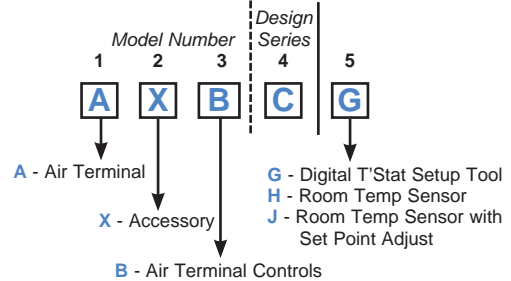 Design
Model Number Series
1 2 3 4 5
A X B C G
A - Air Terminal
G - Digital T'Stat Setup Tool
H - Room Temp Sensor
J - Room Temp Sensor with
Set Point Adjust
X - Accessory
B - Air Terminal Controls